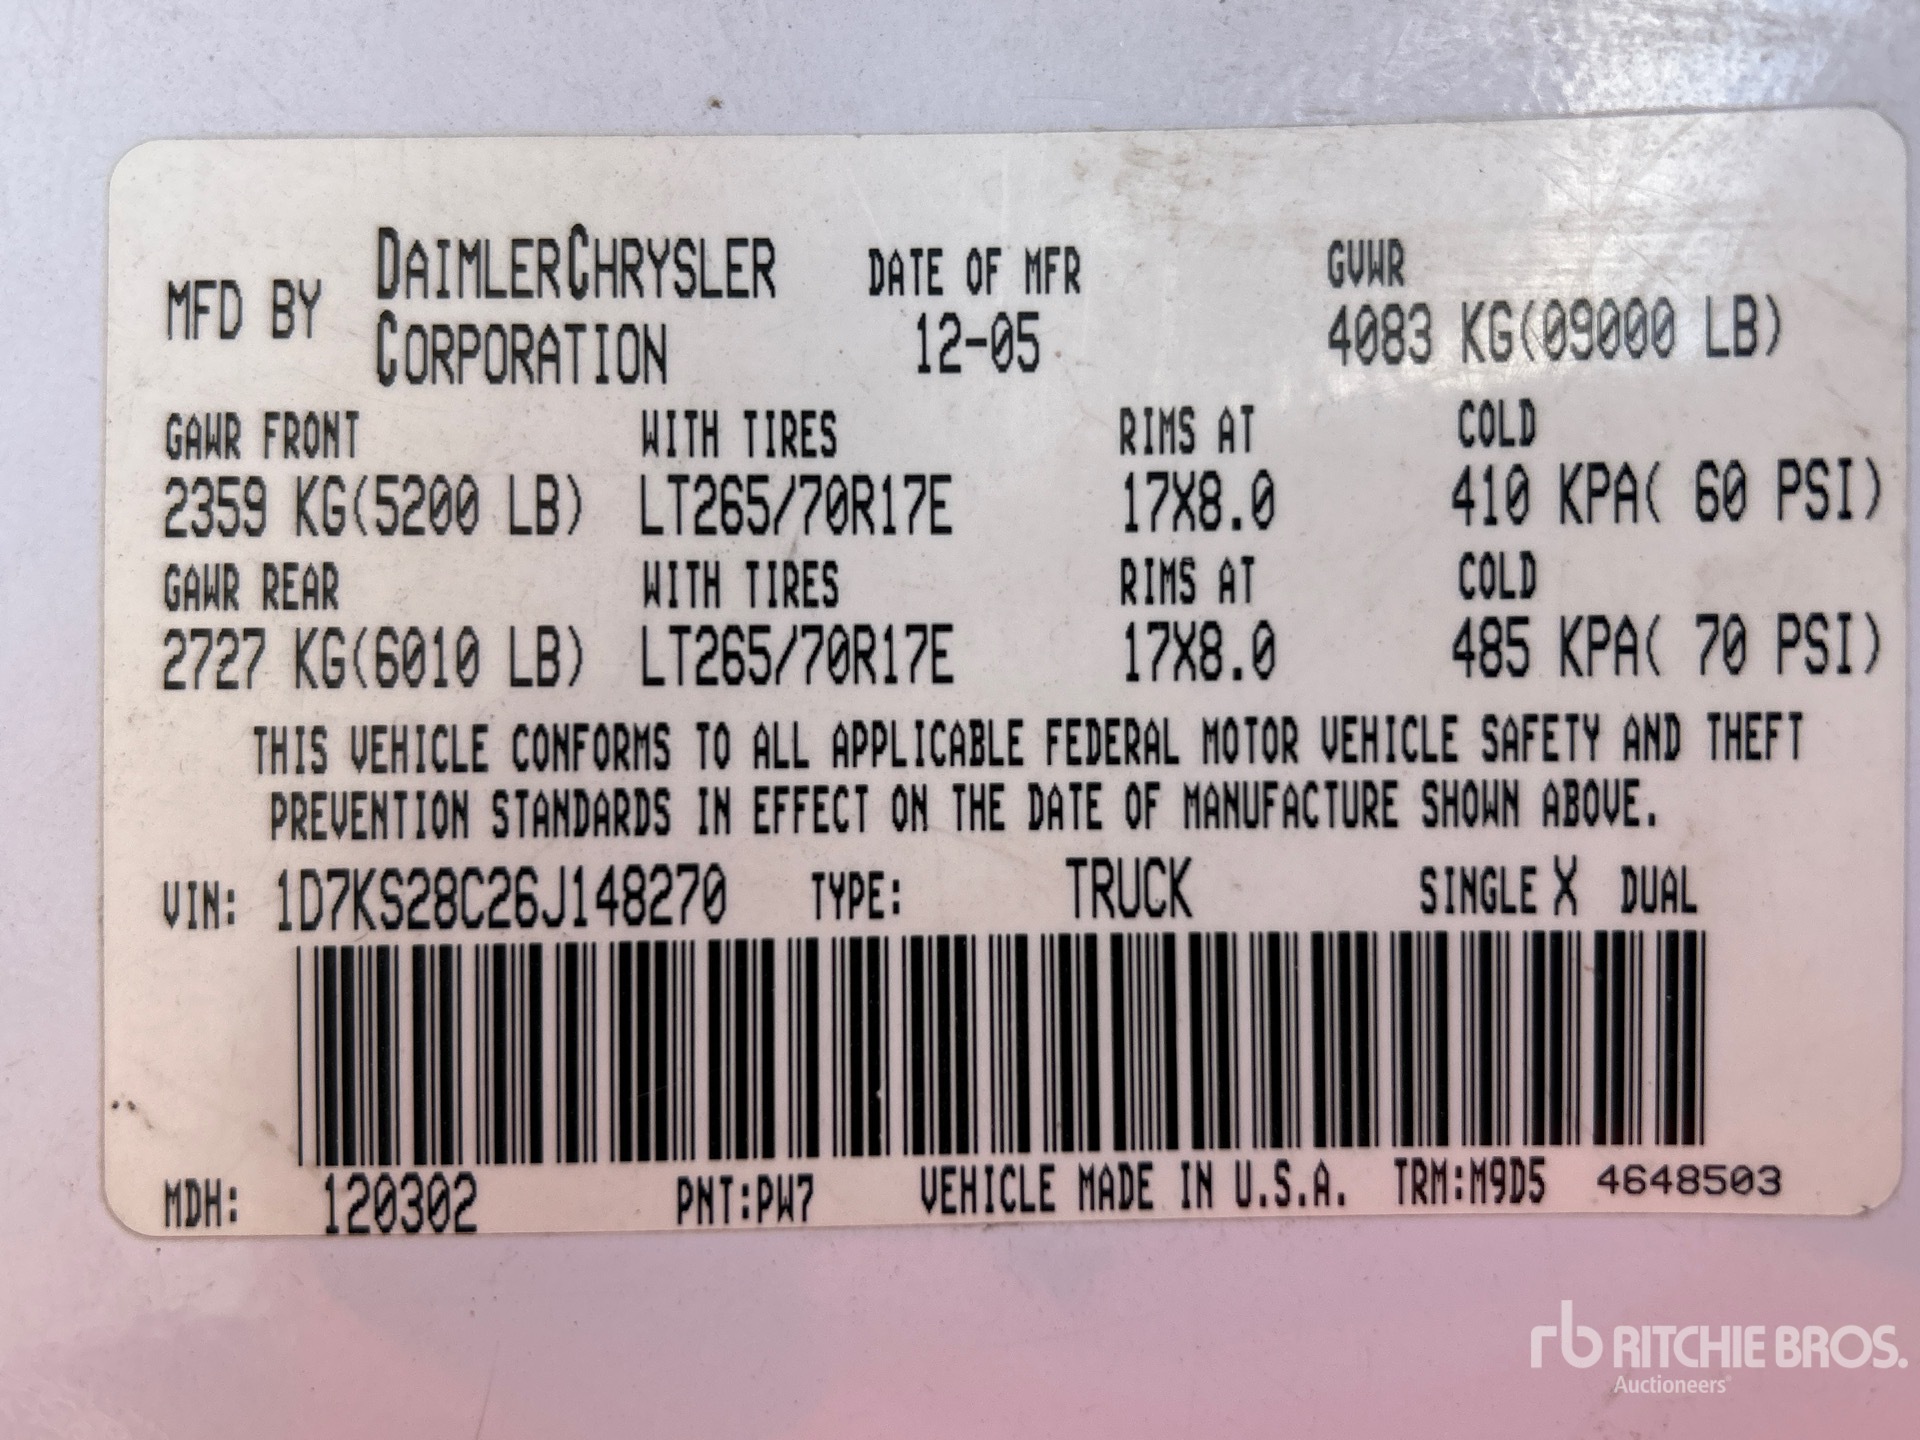 MFD BY DAIMLERCHRYSLER CORPORATION DATE OF MFR 12-05 GVWR 4083 KG(09000 LB)
GAWR FRONT WITH TIRES RIMS AT COLD
2359 KG(5200 LB) LT265/70R17E 17X8.0 410 KPA( 60 PSI)
GAWR REAR WITH TIRES RIMS AT COLD
2727 KG(6010 LB) LT265/70R17E 17X8.0 485 KPA( 70 PSI)
THIS VEHICLE CONFORMS TO ALL APPLICABLE FEDERAL MOTOR VEHICLE SAFETY AND THEFT
PREVENTION STANDARDS IN EFFECT ON THE DATE OF MANUFACTURE SHOWN ABOVE.
VIN: 1D7KS28C26J148270 TYPE: TRUCK SINGLE X DUAL
MDH: 120302 PNT:PW7 VEHICLE MADE IN U.S.A. TRM:M9D5 4648503
rb RITCHIE BROS.
Auctioneers